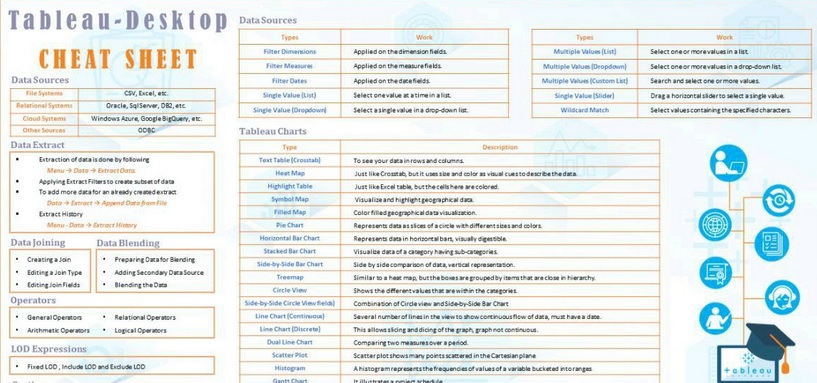 Tableau-Desktop
CHEAT SHEET
Data Sources
File Systems CSV, Excel, etc.
Relational Systems Oracle, Sql Server, DB2, etc.
Cloud Systems Windows Azure, Google BigQuery, etc.
Other Sources ODBC
Data Extract
• Extraction of data is done by following
Menu → Data → Extract Data.
• Applying Extract Filters to create subset of data
• To add more data for an already created extract
Data → Extract → Append Data from File
• Extract History
Menu - Data → Extract History
Data Joining
• Creating a Join
• Editing a Join Type
• Editing Join Fields
Data Blending
• Preparing Data for Blending
• Adding Secondary Data Source
• Blending the Data
Operators
• General Operators • Relational Operators
• Arithmetic Operators • Logical Operators
LOD Expressions
• Fixed LOD , Include LOD and Exclude LOD
Data Sources
Types Work
Filter Dimensions Applied on the dimension fields.
Filter Measures Applied on the measure fields.
Filter Dates Applied on the date fields.
Single Value (List) Select one value at a time in a list.
Single Value (Dropdown) Select a single value in a drop-down list.
Types Work
Multiple Values (List) Select one or more values in a list.
Multiple Values (Dropdown) Select one or more values in a drop-down list.
Multiple Values (Custom List) Search and select one or more values.
Single Value (Slider) Drag a horizontal slider to select a single value.
Wildcard Match Select values containing the specified characters.
Tableau Charts
Type Description
Text Table (Crosstab) To see your data in rows and columns.
Heat Map Just like Crosstab, but it uses size and color as visual cues to describe the data.
Highlight Table Just like Excel table, but the cells here are colored.
Symbol Map Visualize and highlight geographical data.
Filled Map Color filled geographical data visualization.
Pie Chart Represents data as slices of a circle with different sizes and colors.
Horizontal Bar Chart Represents data in horizontal bars, visually digestible.
Stacked Bar Chart Visualize data of a category having sub-categories.
Side-by-Side Bar Chart Side by side comparison of data, vertical representation.
Treemap Similar to a heat map, but the boxes are grouped by items that are close in hierarchy.
Circle View Shows the different values that are within the categories.
Side-by-Side Circle View fields) Combination of Circle view and Side-by-Side Bar Chart
Line Chart (Continuous) Several number of lines in the view to show continuous flow of data, must have a date.
Line Chart (Discrete) This allows slicing and dicing of the graph, graph not continuous.
Dual Line Chart Comparing two measures over a period.
Scatter Plot Scatter plot shows many points scattered in the Cartesian plane
Histogram A histogram represents the frequencies of values of a variable bucketed into ranges
Gantt Chart It illustrates a project schedule.
+ableau